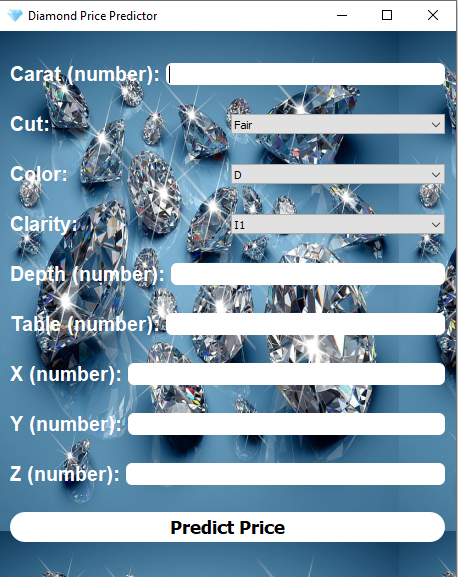 Diamond Price Predictor
Carat (number):
Cut: Fair
Color: D
Clarity: I1
Depth (number):
Table (number):
X (number):
Y (number):
Z (number):
Predict Price